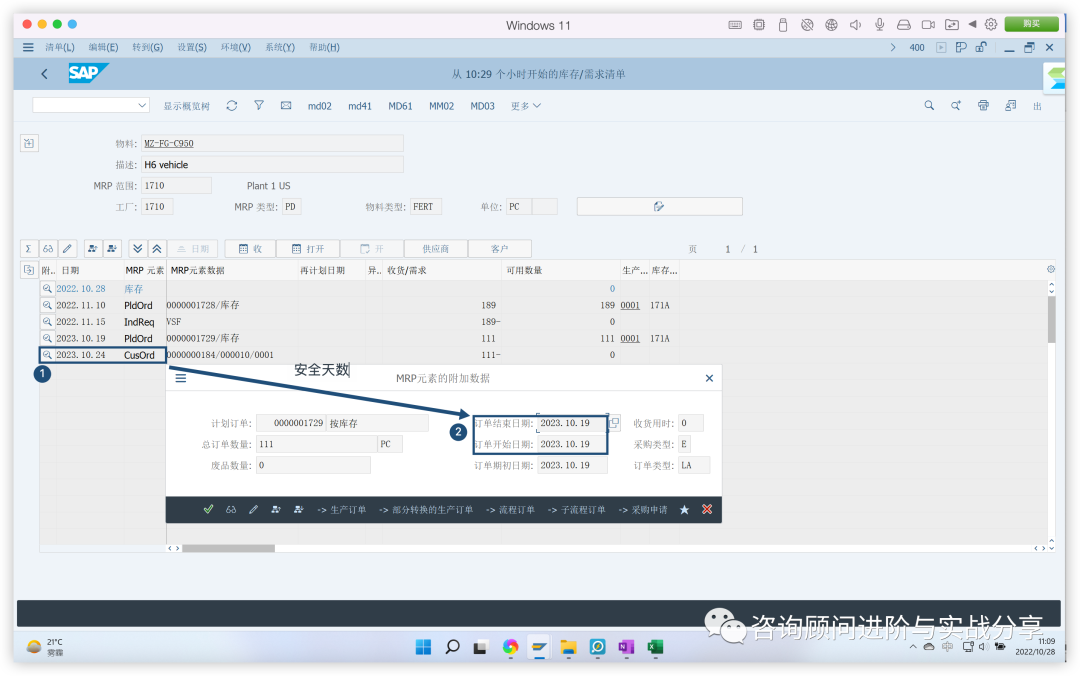 Windows 11
购买
清单(L) 编辑(E) 转到(G) 设置(S) 环境(V) 系统(Y) 帮助(H)
400
SAP
从 10:29 个小时开始的库存/需求清单
显示概览树 md02 md41 MD61 MM02 MD03 更多
出
物料: MZ-FG-C950
描述: H6 vehicle
MRP 范围: 1710 Plant 1 US
工厂: 1710 MRP 类型: PD 物料类型: FERT 单位: PC
日期 收 打开 开 供应商 客户 页 1 / 1
附.. 日期 MRP 元素 MRP元素数据 再计划日期 异.. 收货/需求 可用数量 生产... 库存...
2022.10.28 库存 0
2022.11.10 PldOrd 0000001728/库存 189 189 0001 171A
2022.11.15 IndReq VSF 189- 0
2023.10.19 PldOrd 0000001729/库存 111 111 0001 171A
2023.10.24 CusOrd 0000000184/000010/0001 111- 0
1
安全天数
MRP元素的附加数据
计划订单: 0000001729 按库存 订单结束日期: 2023.10.19 收货用时: 0
2
总订单数量: 111 PC 订单开始日期: 2023.10.19 采购类型: E
废品数量: 0 订单期初日期: 2023.10.19 订单类型: LA
-> 生产订单 -> 部分转换的生产订单 -> 流程订单 -> 子流程订单 -> 采购申请
咨询顾问进阶与实战分享
21°C
雾霾
中
11:09
2022/10/28